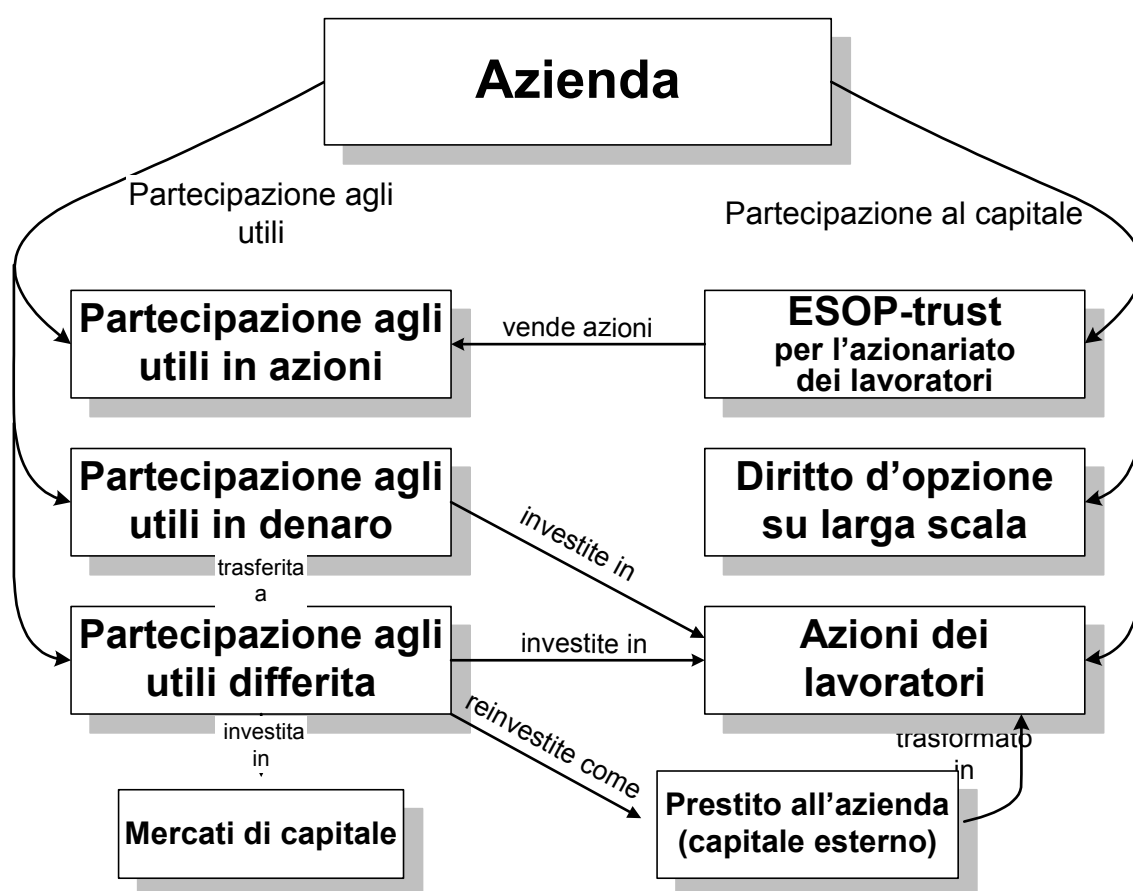 Azienda
Partecipazione agli
utili
Partecipazione al capitale
Partecipazione agli
utili in azioni
vende azioni
ESOP-trust
per l’azionariato
dei lavoratori
Partecipazione agli
utili in denaro
investite in
Diritto d’opzione
su larga scala
trasferita
a
Partecipazione agli
utili differita
investite in
Azioni dei
lavoratori
investita
in
reinvestite come
trasformato
in
Mercati di capitale
Prestito all’azienda
(capitale esterno)